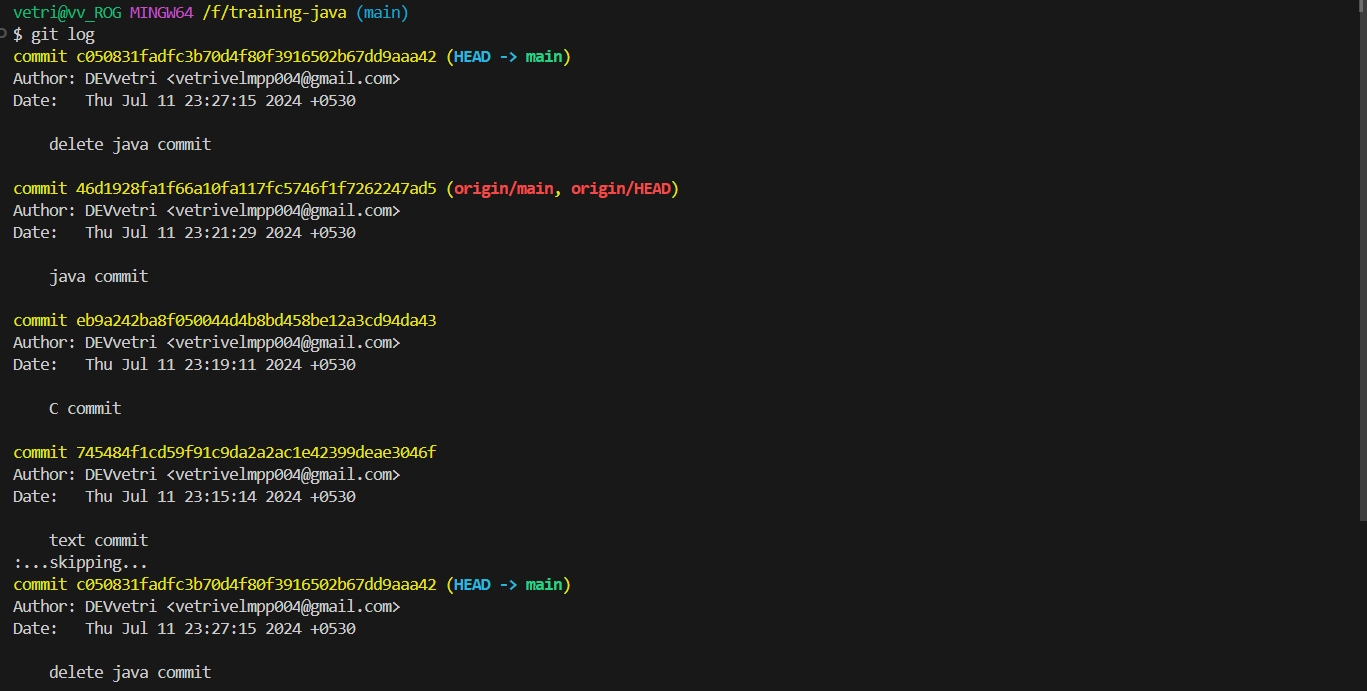 vetri@vv_ROG MINGW64 /f/training-java (main)
$ git log
commit c050831fadfc3b70d4f80f3916502b67dd9aaa42 (HEAD -> main)
Author: DEVvetri <vetrivelmpp004@gmail.com>
Date:   Thu Jul 11 23:27:15 2024 +0530

    delete java commit

commit 46d1928fa1f66a10fa117fc5746f1f7262247ad5 (origin/main, origin/HEAD)
Author: DEVvetri <vetrivelmpp004@gmail.com>
Date:   Thu Jul 11 23:21:29 2024 +0530

    java commit

commit eb9a242ba8f050044d4b8bd458be12a3cd94da43
Author: DEVvetri <vetrivelmpp004@gmail.com>
Date:   Thu Jul 11 23:19:11 2024 +0530

    C commit

commit 745484f1cd59f91c9da2a2ac1e42399deae3046f
Author: DEVvetri <vetrivelmpp004@gmail.com>
Date:   Thu Jul 11 23:15:14 2024 +0530

    text commit
:...skipping...
commit c050831fadfc3b70d4f80f3916502b67dd9aaa42 (HEAD -> main)
Author: DEVvetri <vetrivelmpp004@gmail.com>
Date:   Thu Jul 11 23:27:15 2024 +0530

    delete java commit